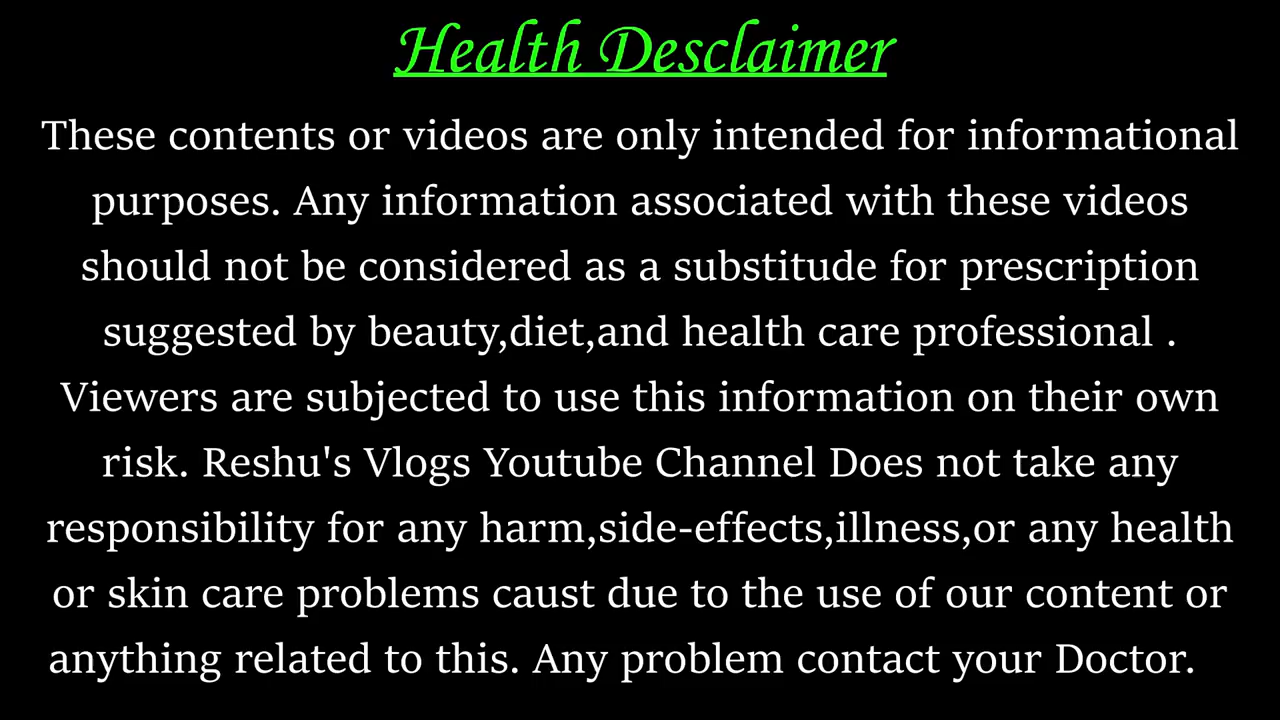 Health Desclaimer
These contents or videos are only intended for informational
purposes. Any information associated with these videos
should not be considered as a substitude for prescription
suggested by beauty,diet,and health care professional .
Viewers are subjected to use this information on their own
risk. Reshu's Vlogs Youtube Channel Does not take any
responsibility for any harm,side-effects,illness,or any health
or skin care problems caust due to the use of our content or
anything related to this. Any problem contact your Doctor.